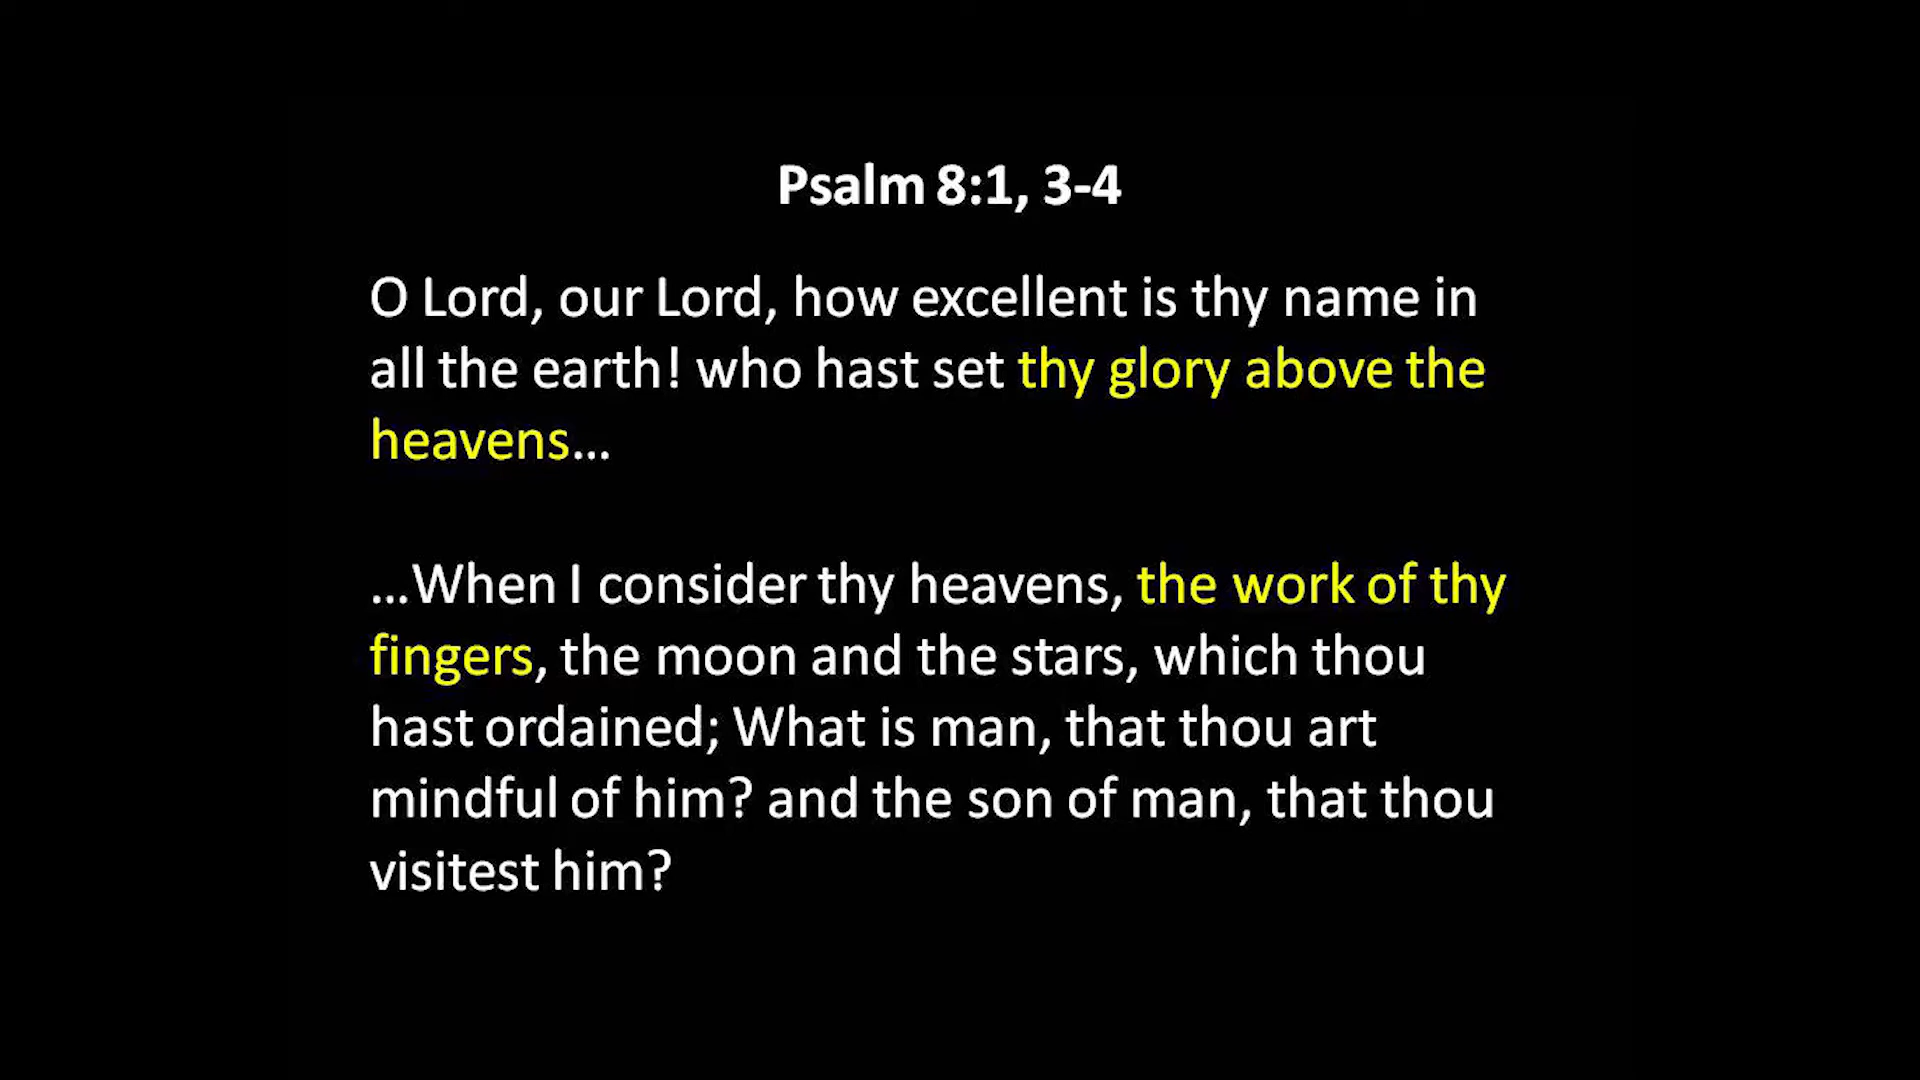 Psalm 8:1, 3-4
O Lord, our Lord, how excellent is thy name in
all the earth! who hast set thy glory above the
heavens...
...When I consider thy heavens, the work of thy
fingers, the moon and the stars, which thou
hast ordained; What is man, that thou art
mindful of him? and the son of man, that thou
visitest him?